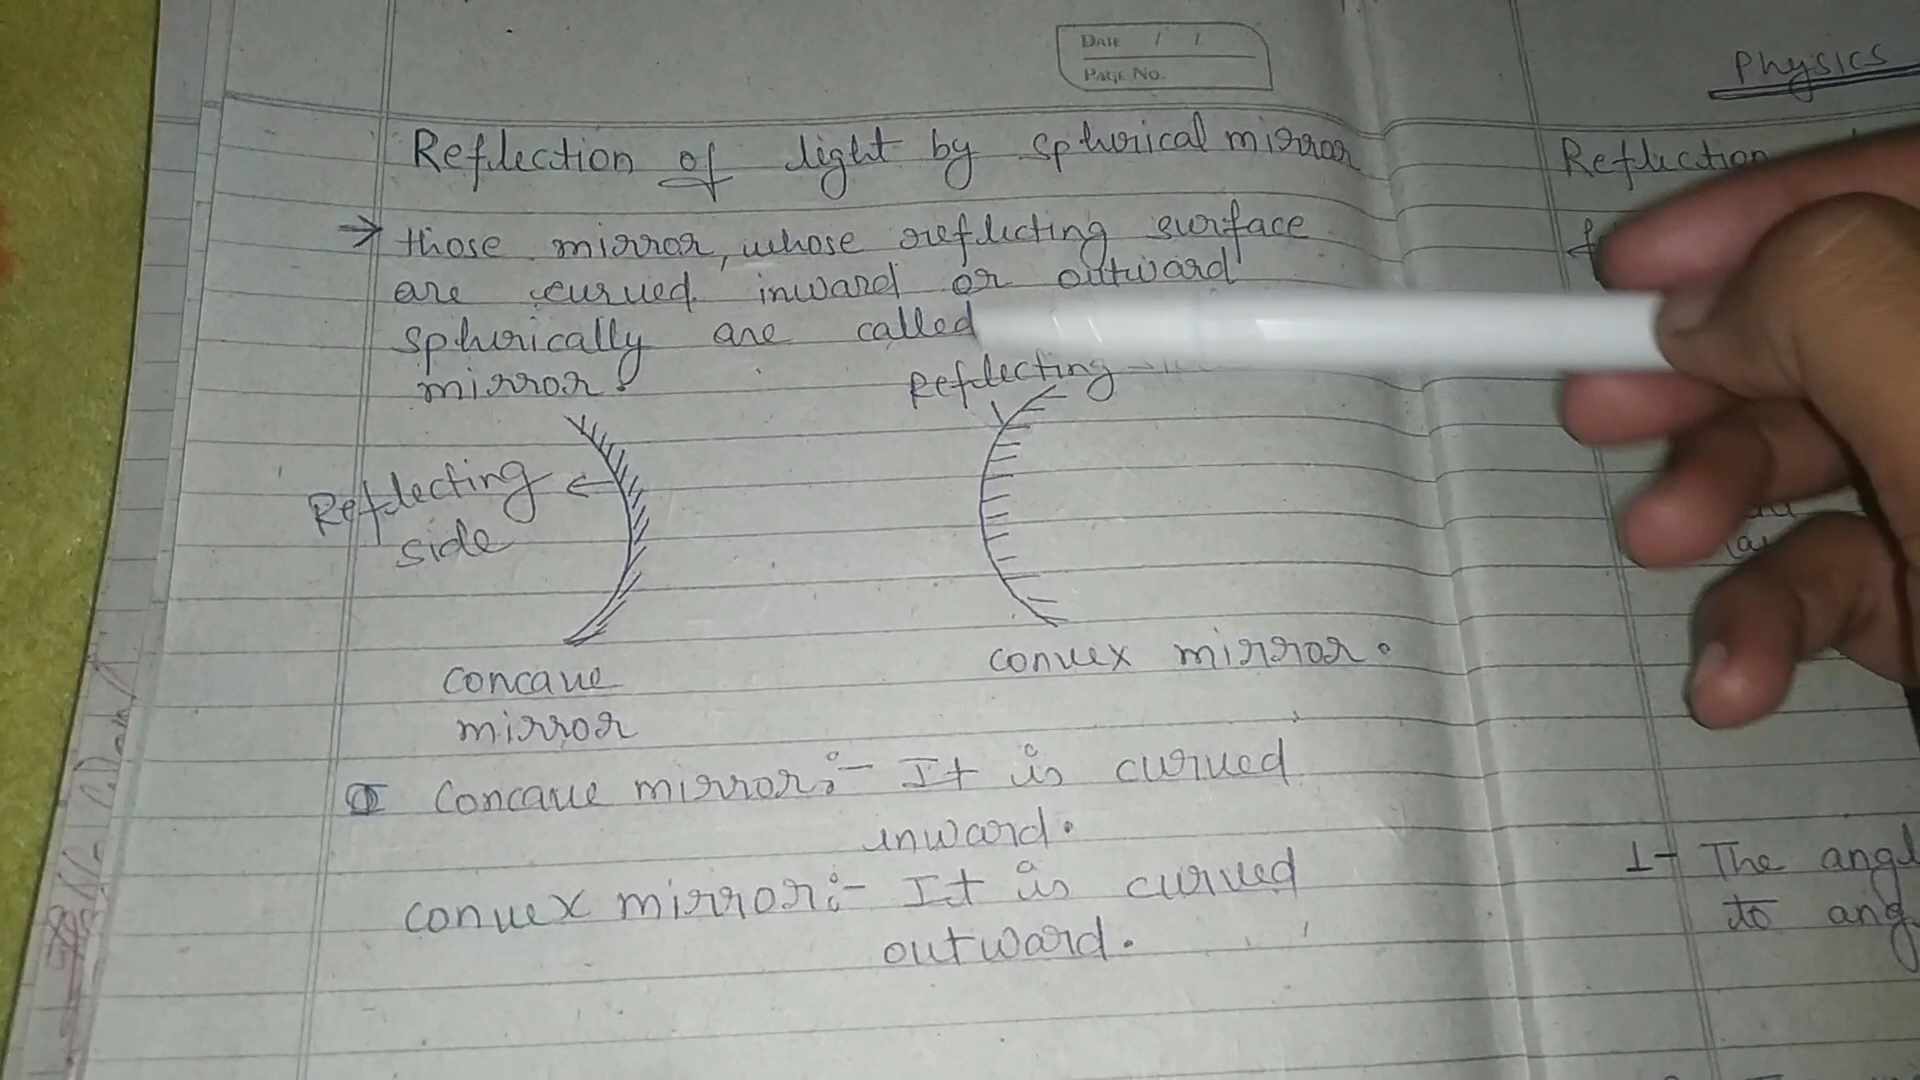 DATE / /
PAGE No.
Reflection of light by spherical mirror
→ those mirror, whose reflecting surface
are curved inward or outward
spherically are called
mirror.
Reflecting
Reflecting
side
concave
mirror
convex mirror.
Concave mirror:- It is curved
inward.
convex mirror:- It is curved
outward.
Physics
Reflection
1- The angl
to ang